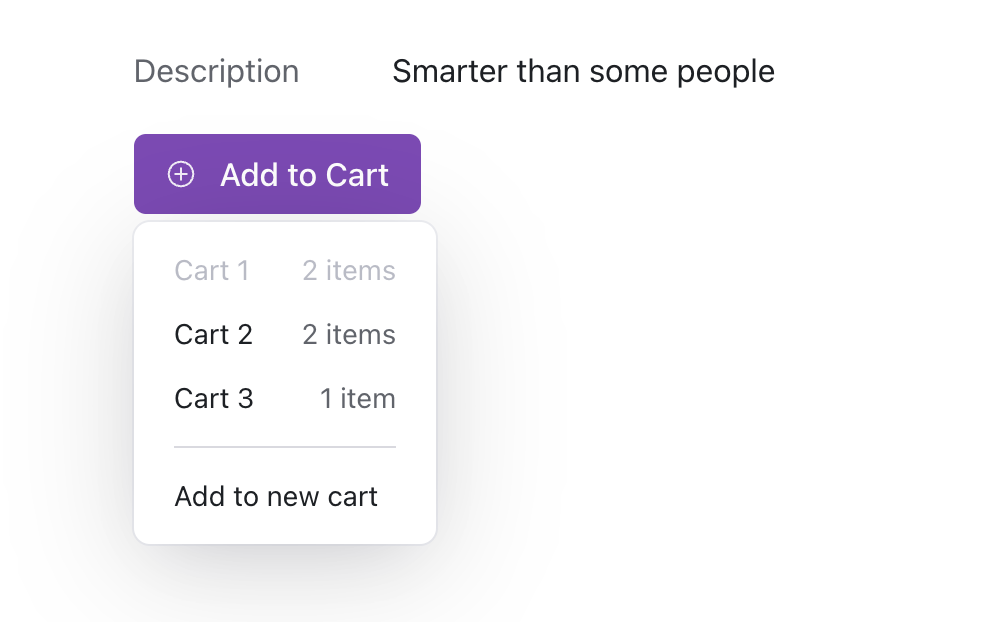 Description Smarter than some people
Add to Cart
Cart 1 2 items
Cart 2 2 items
Cart 3 1 item
Add to new cart